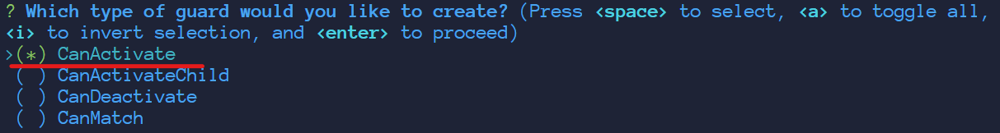 ? Which type of guard would you like to create? (Press <space> to select, <a> to toggle all,
<i> to invert selection, and <enter> to proceed)
>(*) CanActivate
( ) CanActivateChild
( ) CanDeactivate
( ) CanMatch